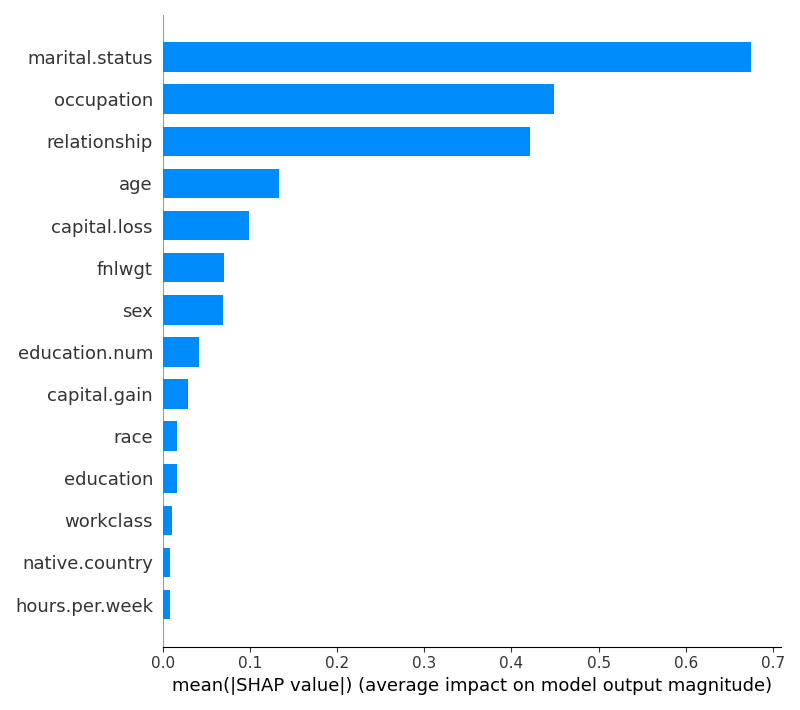 marital.status
occupation
relationship
age
capital.loss
fnlwgt
sex
education.num
capital.gain
race
education
workclass
native.country
hours.per.week
0.0 0.1 0.2 0.3 0.4 0.5 0.6 0.7
mean(|SHAP value|) (average impact on model output magnitude)